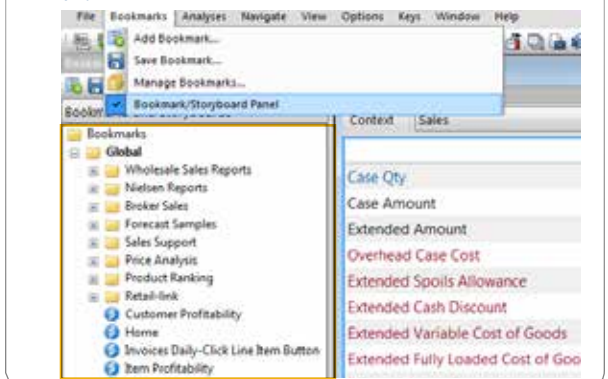 File Bookmarks Analyses Navigate View Options Keys Window Help
Add Bookmark...
Save Bookmark...
Manage Bookmarks...
Bookmark/Storyboard Panel
Context Sales
Bookmarks
Global
Wholesale Sales Reports
Nielsen Reports
Broker Sales
Forecast Samples
Sales Support
Price Analysis
Product Ranking
Retail-link
Customer Profitability
Home
Invoices Daily-Click Line Item Button
Item Profitability
Case Qty
Case Amount
Extended Amount
Overhead Case Cost
Extended Spoils Allowance
Extended Cash Discount
Extended Variable Cost of Goods
Extended Fully Loaded Cost of Goo